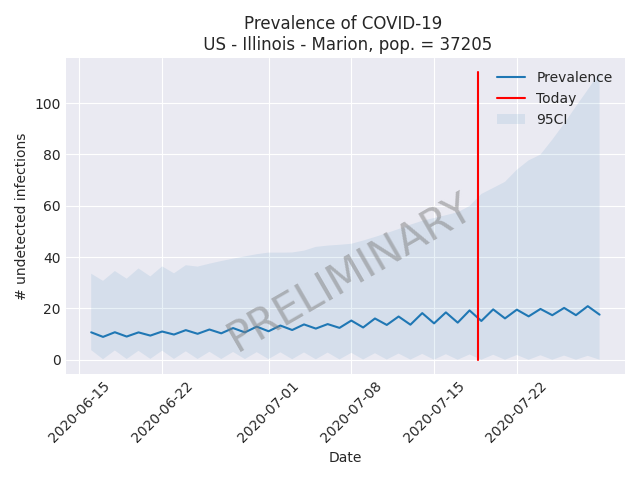 Prevalence of COVID-19
US - Illinois - Marion, pop. = 37205
Prevalence
Today
95CI
# undetected infections
100
80
60
40
20
0
PRELIMINARY
2020-06-15
2020-06-22
2020-07-01
2020-07-08
2020-07-15
2020-07-22
Date